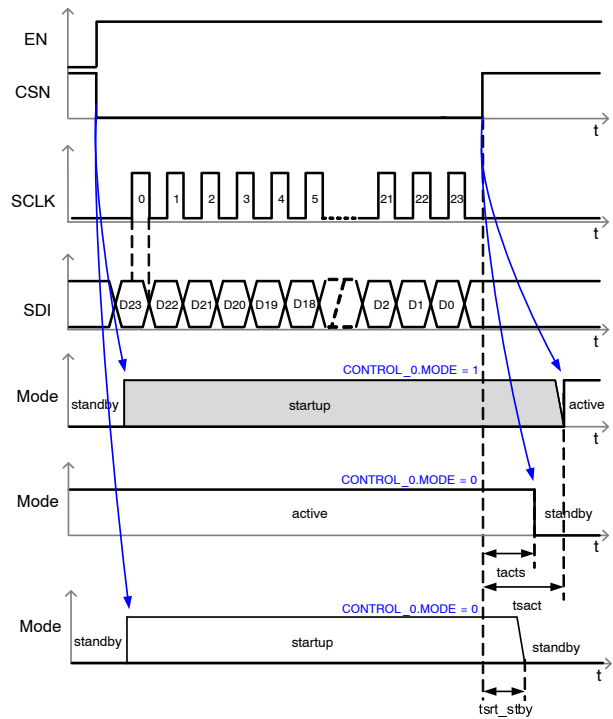 EN
CSN
t
SCLK
0 1 2 3 4 5 21 22 23
t
SDI
D23 D22 D21 D20 D19 D18 D2 D1 D0
t
CONTROL_0.MODE = 1
Mode
standby startup active
t
CONTROL_0.MODE = 0
Mode
active standby
t
tacts
tsact
CONTROL_0.MODE = 0
Mode
standby startup standby
t
tsrt_stby